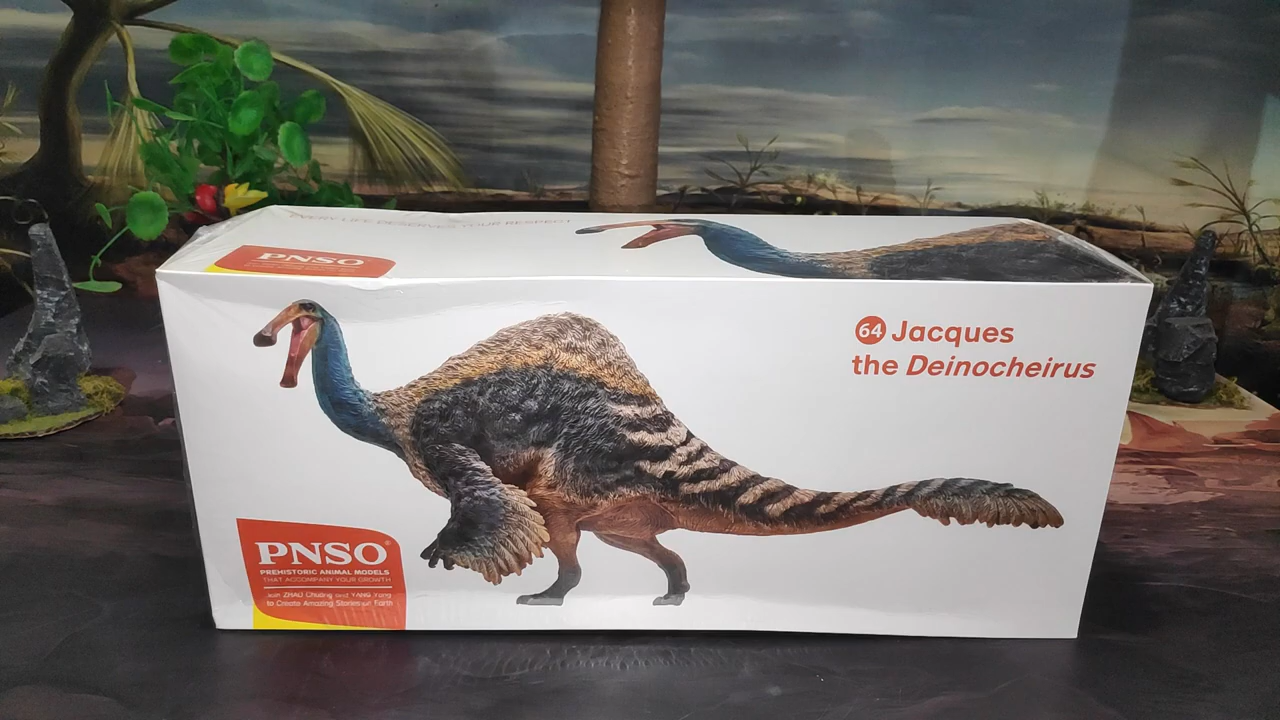 EVERY LIFE DESERVES YOUR RESPECT
PNSO
64 Jacques
the Deinocheirus
PNSO®
PREHISTORIC ANIMAL MODELS
THAT ACCOMPANY YOUR GROWTH
Join ZHAO Chuang and YANG Yang
to Create Amazing Stories on Earth